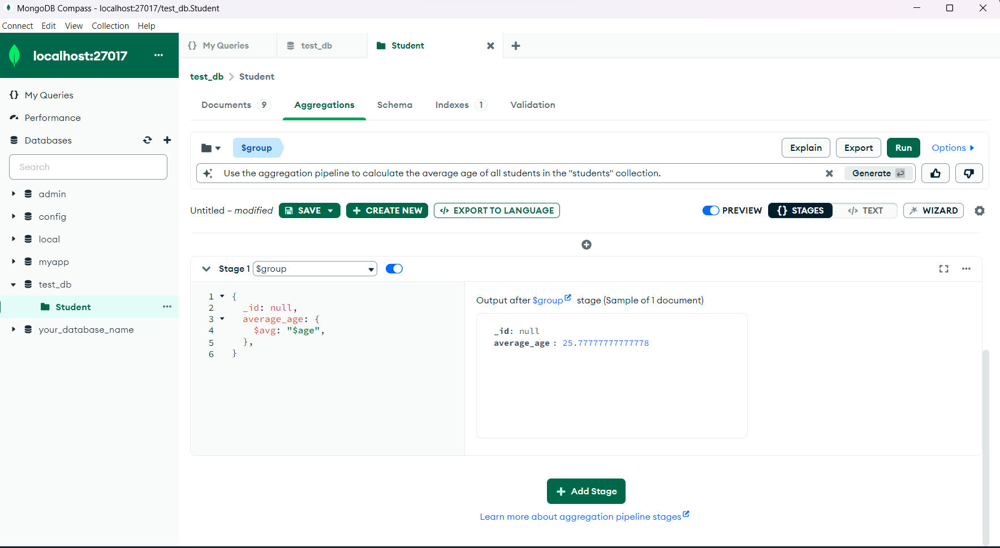 MongoDB Compass - localhost:27017/test_db.Student
Connect Edit View Collection Help
localhost:27017 ...
{} My Queries
test_db
Student
My Queries
Performance
Databases
Search
admin
config
local
myapp
test_db
Student ...
your_database_name
test_db > Student
Documents 9 Aggregations Schema Indexes 1 Validation
$group Explain Export Run Options
Use the aggregation pipeline to calculate the average age of all students in the "students" collection. Generate
Untitled – modified SAVE + CREATE NEW </> EXPORT TO LANGUAGE PREVIEW {} STAGES </> TEXT WIZARD
Stage 1 $group ...
1 {
2 _id: null,
3 average_age: {
4 $avg: "$age",
5 },
6 }
Output after $group stage (Sample of 1 document)
_id: null
average_age : 25.77777777777778
+ Add Stage
Learn more about aggregation pipeline stages